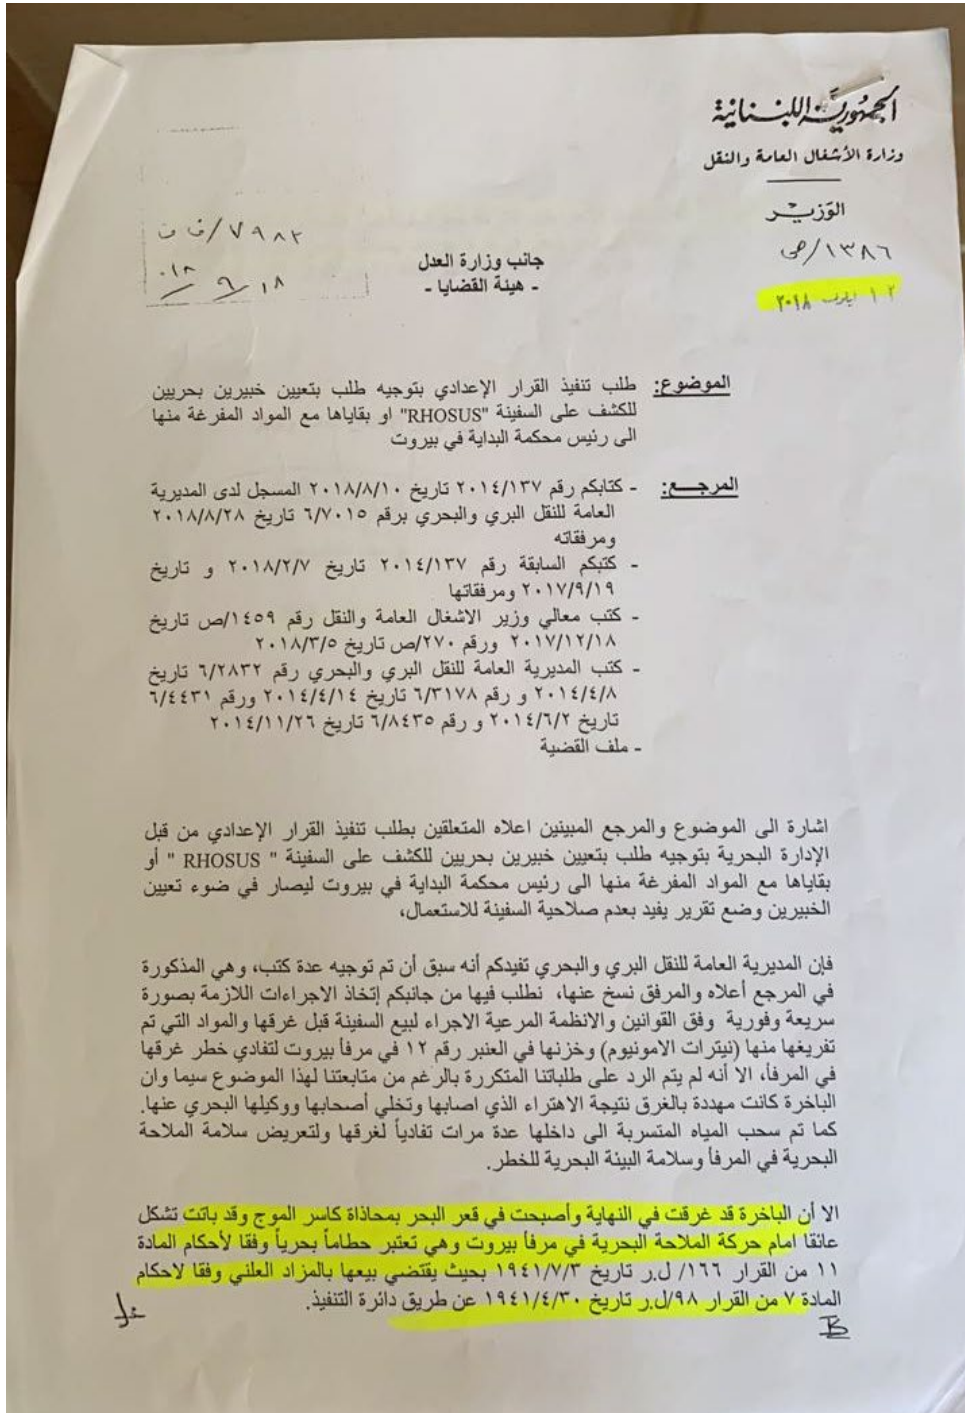 الجمهورية اللبنانية
وزارة الأشغال العامة والنقل
الوزير
١٣٨٦/ص
٢٠١٨
٧٩٨٢/
٠١٨ / ٩ / ١٨
جانب وزارة العدل
- هيئة القضايا -
الموضوع: طلب تنفيذ القرار الإعدادي بتوجيه طلب بتعيين خبيرين بحريين
للكشف على السفينة "RHOSUS" او بقاياها مع المواد المفرغة منها
الى رئيس محكمة البداية في بيروت
المرجـع: - كتابكم رقم ٢٠١٤/١٣٧ تاريخ ٢٠١٨/٨/١٠ المسجل لدى المديرية
العامة للنقل البري والبحري برقم ٦/٧٠١٥ تاريخ ٢٠١٨/٨/٢٨
ومرفقاته
- كتبكم السابقة رقم ٢٠١٤/١٣٧ تاريخ ٢٠١٨/٢/٧ و تاريخ
٢٠١٧/٩/١٩ ومرفقاتها
- كتب معالي وزير الاشغال العامة والنقل رقم ١٤٥٩/ص تاريخ
٢٠١٧/١٢/١٨ ورقم ٢٧٠/ص تاريخ ٢٠١٨/٣/٥
- كتب المديرية العامة للنقل البري والبحري رقم ٦/٢٨٣٢ تاريخ
٢٠١٤/٤/٨ و رقم ٦/٣١٧٨ تاريخ ٢٠١٤/٤/١٤ ورقم ٦/٤٤٣١
تاريخ ٢٠١٤/٦/٢ و رقم ٦/٨٤٣٥ تاريخ ٢٠١٤/١١/٢٦
- ملف القضية
اشارة الى الموضوع والمرجع المبينين اعلاه المتعلقين بطلب تنفيذ القرار الإعدادي من قبل
الإدارة البحرية بتوجيه طلب بتعيين خبيرين بحريين للكشف على السفينة " RHOSUS " أو
بقاياها مع المواد المفرغة منها الى رئيس محكمة البداية في بيروت ليصار في ضوء تعيين
الخبيرين وضع تقرير يفيد بعدم صلاحية السفينة للاستعمال،
فإن المديرية العامة للنقل البري والبحري تفيدكم أنه سبق أن تم توجيه عدة كتب، وهي المذكورة
في المرجع أعلاه والمرفق نسخ عنها، نطلب فيها من جانبكم إتخاذ الاجراءات اللازمة بصورة
سريعة وفورية وفق القوانين والانظمة المرعية الاجراء لبيع السفينة قبل غرقها والمواد التي تم
تفريغها منها (نيترات الامونيوم) وخزنها في العنبر رقم ١٢ في مرفأ بيروت لتفادي خطر غرقها
في المرفأ، الا أنه لم يتم الرد على طلباتنا المتكررة بالرغم من متابعتنا لهذا الموضوع سيما وان
الباخرة كانت مهددة بالغرق نتيجة الاهتراء الذي اصابها وتخلي أصحابها ووكيلها البحري عنها.
كما تم سحب المياه المتسربة الى داخلها عدة مرات تفادياً لغرقها ولتعريض سلامة الملاحة
البحرية في المرفأ وسلامة البيئة البحرية للخطر.
الا أن الباخرة قد غرقت في النهاية وأصبحت في قعر البحر بمحاذاة كاسر الموج وقد باتت تشكل
عائقا امام حركة الملاحة البحرية في مرفأ بيروت وهي تعتبر حطاماً بحرياً وفقا لأحكام المادة
١١ من القرار ١٦٦/ ل.ر تاريخ ١٩٤١/٧/٣ بحيث يقتضي بيعها بالمزاد العلني وفقا لاحكام
المادة ٧ من القرار ٩٨/ل.ر تاريخ ١٩٤١/٤/٣٠ عن طريق دائرة التنفيذ.